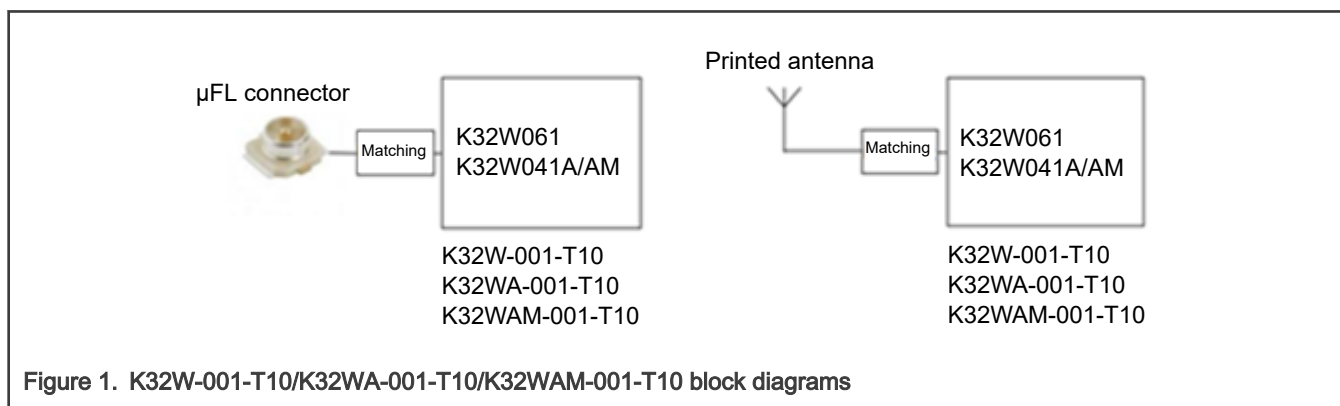 µFL connector
Matching
K32W061
K32W041A/AM
K32W-001-T10
K32WA-001-T10
K32WAM-001-T10
Printed antenna
Matching
K32W061
K32W041A/AM
K32W-001-T10
K32WA-001-T10
K32WAM-001-T10
Figure 1. K32W-001-T10/K32WA-001-T10/K32WAM-001-T10 block diagrams